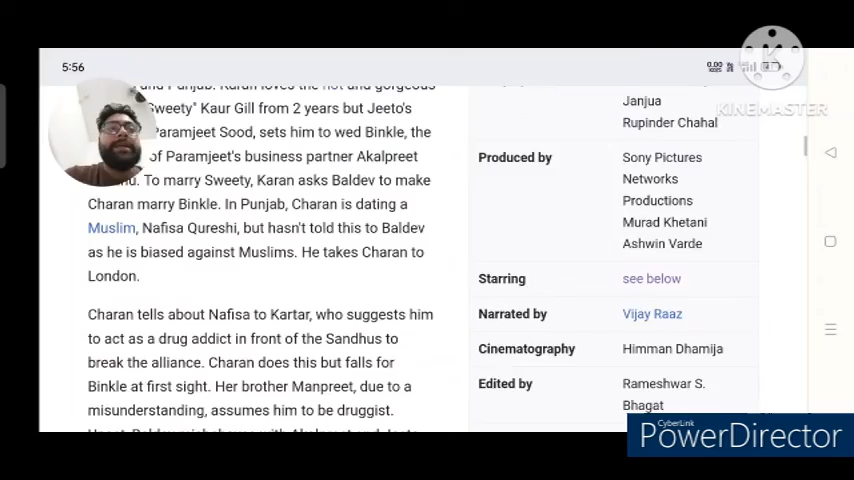 5:56
KINEMASTER
and Punjab. Karan loves the hot and gorgeous
Sweety" Kaur Gill from 2 years but Jeeto's
Paramjeet Sood, sets him to wed Binkle, the
of Paramjeet's business partner Akalpreet
To marry Sweety, Karan asks Baldev to make
Charan marry Binkle. In Punjab, Charan is dating a
Muslim, Nafisa Qureshi, but hasn't told this to Baldev
as he is biased against Muslims. He takes Charan to
London.
Charan tells about Nafisa to Kartar, who suggests him
to act as a drug addict in front of the Sandhus to
break the alliance. Charan does this but falls for
Binkle at first sight. Her brother Manpreet, due to a
misunderstanding, assumes him to be druggist.
Janjua
Rupinder Chahal
Produced by
Sony Pictures
Networks
Productions
Murad Khetani
Ashwin Varde
Starring
see below
Narrated by
Vijay Raaz
Cinematography
Himman Dhamija
Edited by
Rameshwar S.
Bhagat
CyberLink
PowerDirector